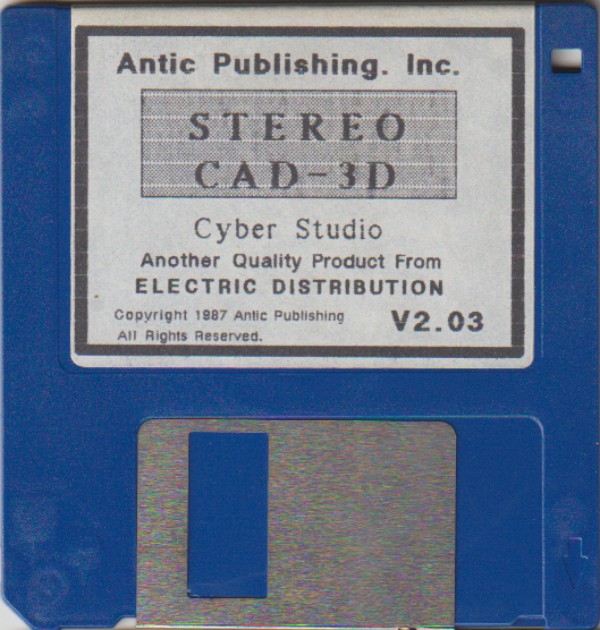 Antic Publishing. Inc.
STEREO
CAD-3D
Cyber Studio
Another Quality Product From
ELECTRIC DISTRIBUTION
Copyright 1987 Antic Publishing
All Rights Reserved.
V2.03